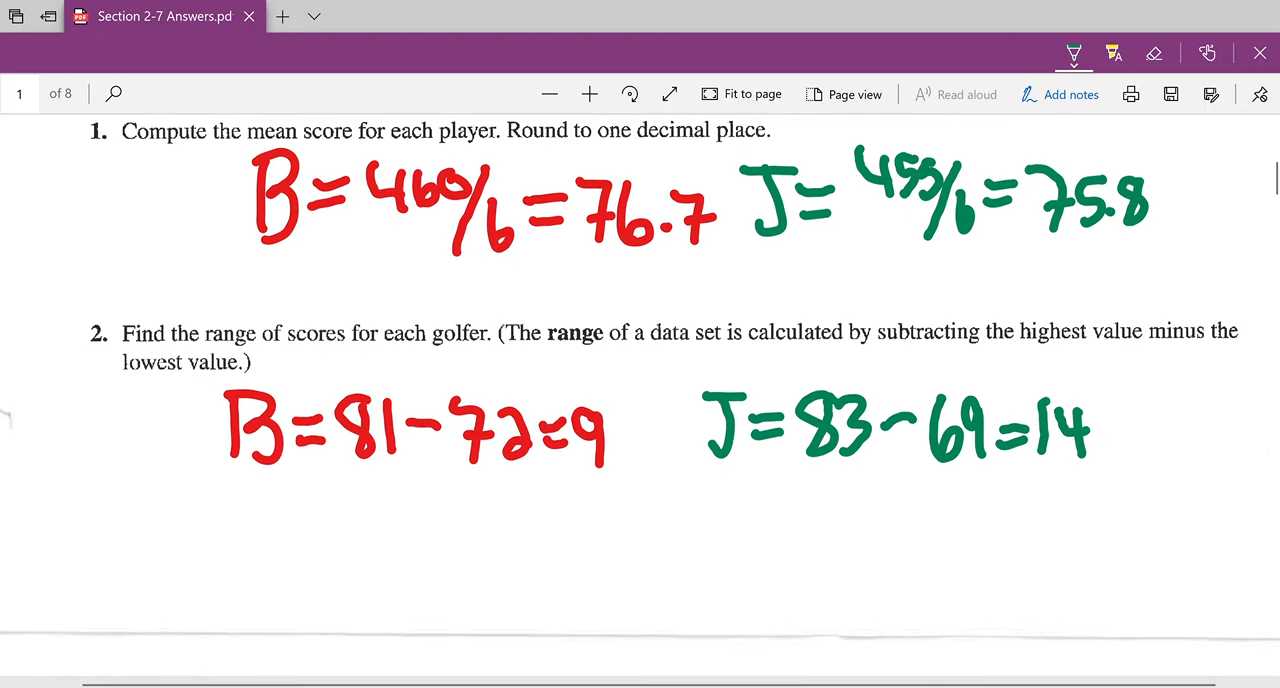 Section 2-7 Answers.pd
1 of 8 Fit to page Page view Read aloud Add notes
1. Compute the mean score for each player. Round to one decimal place.
B = 460/6 = 76.7 J = 455/6 = 75.8
2. Find the range of scores for each golfer. (The range of a data set is calculated by subtracting the highest value minus the
lowest value.)
B = 81 - 72 = 9 J = 83 - 69 = 14